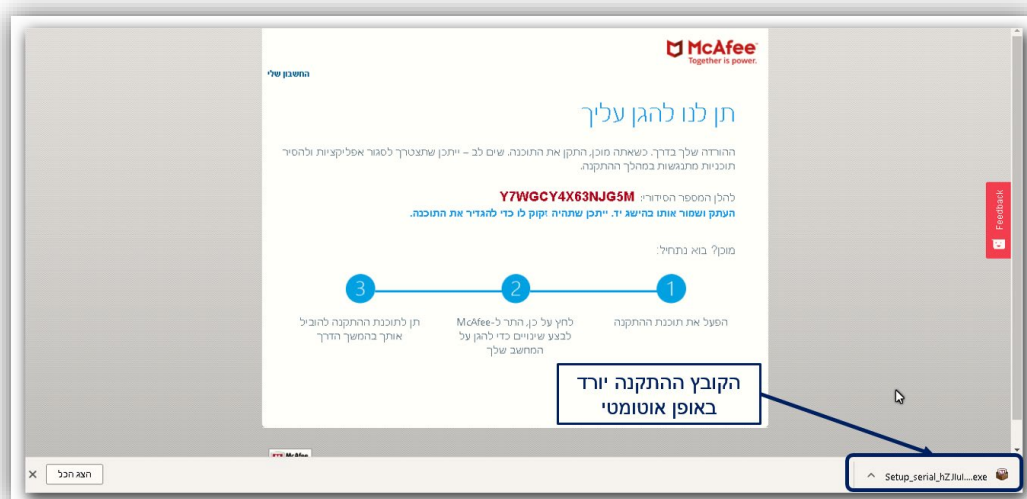 McAfee
Together is power.
החשבון שלי
תן לנו להגן עליך
ההורדה שלך בדרך. כשאתה מוכן, התקן את התוכנה. שים לב – ייתכן שתצטרך לסגור אפליקציות ולהסיר
תוכניות מתנגשות במהלך ההתקנה.
להלן המספר הסידורי: Y7WGCY4X63NJG5M
העתק ושמור אותו בהישג יד. ייתכן שתהיה זקוק לו כדי להגדיר את התוכנה.
מוכן? בוא נתחיל:
1
2
3
הפעל את תוכנת ההתקנה
לחץ על כן, התר ל-McAfee
לבצע שינויים כדי להגן על
המחשב שלך
תן לתוכנת ההתקנה להוביל
אותך בהמשך הדרך
Feedback
הקובץ ההתקנה יורד
באופן אוטומטי
McAfee
הצג הכל